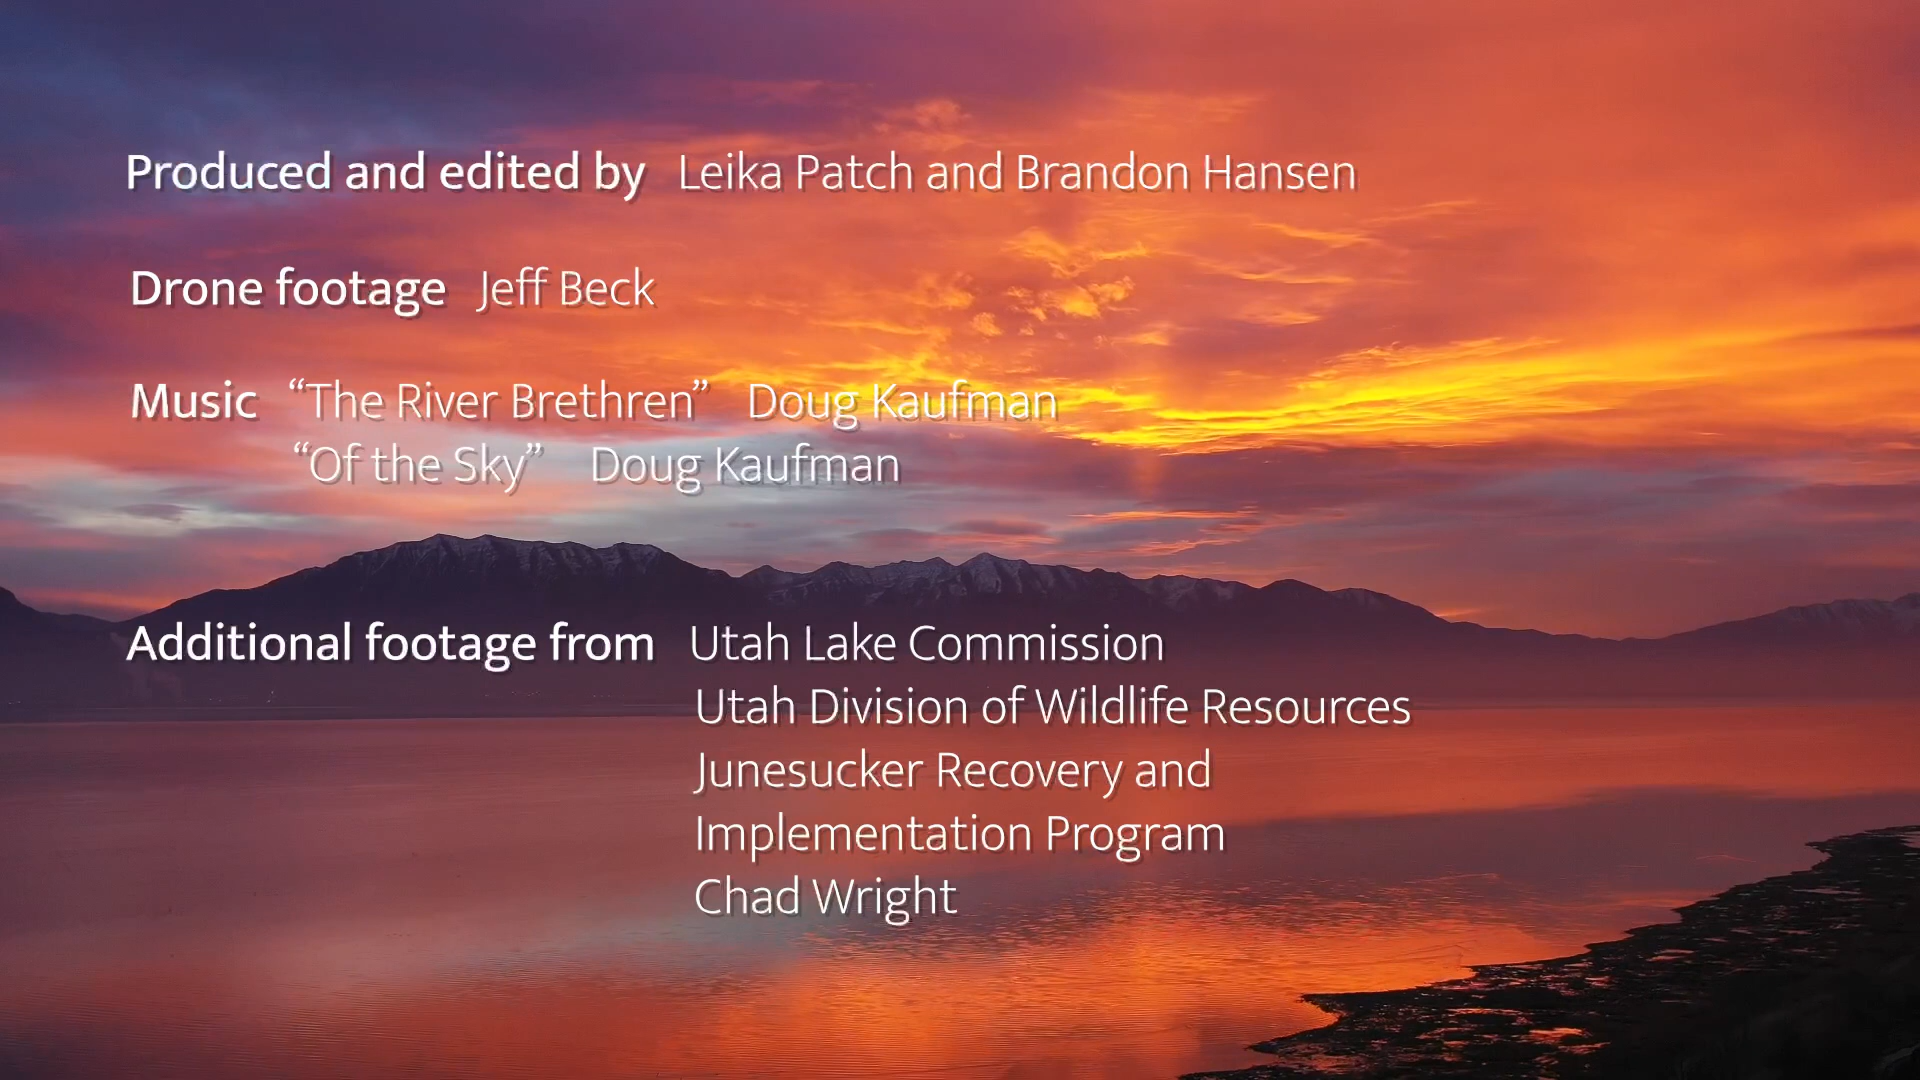 Produced and edited by Leika Patch and Brandon Hansen
Drone footage Jeff Beck
Music “The River Brethren” Doug Kaufman
“Of the Sky” Doug Kaufman
Additional footage from Utah Lake Commission
Utah Division of Wildlife Resources
Junesucker Recovery and
Implementation Program
Chad Wright